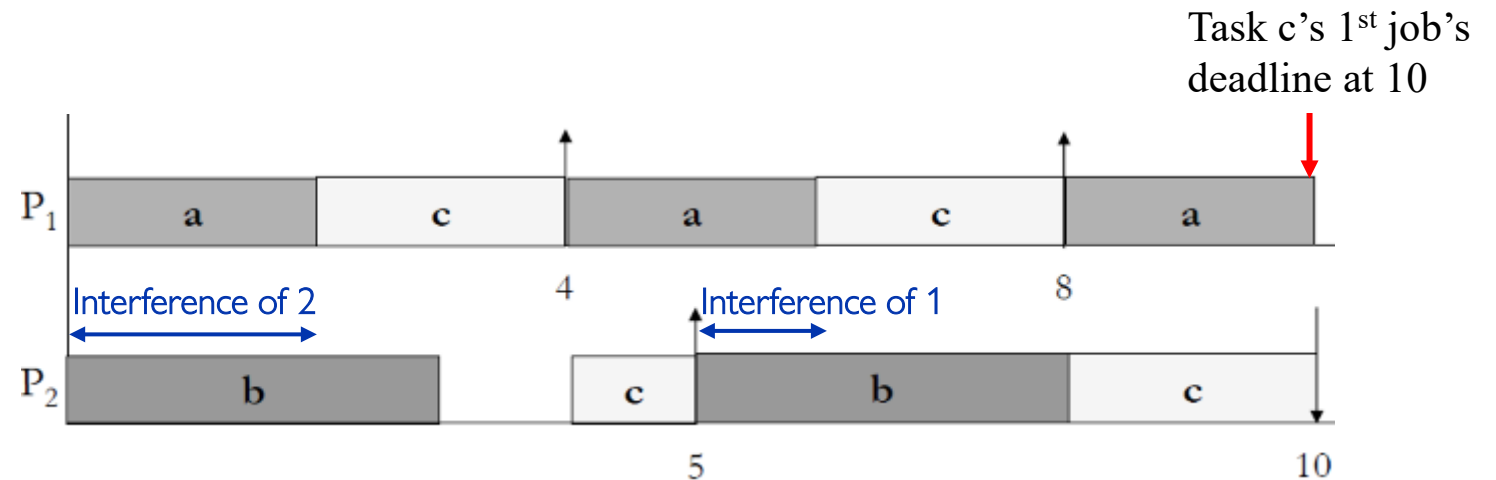 Task c's 1st job's
deadline at 10
P1 a c a c a
4 8
Interference of 2 Interference of 1
P2 b c b c
5 10